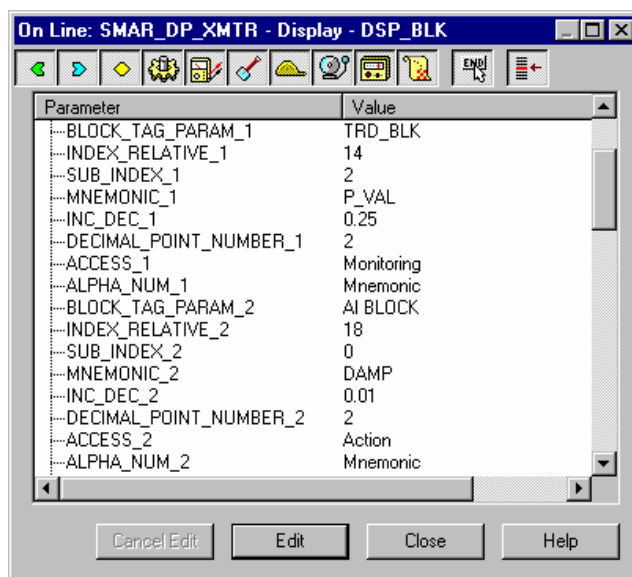 On Line: SMAR_DP_XMTR - Display - DSP_BLK
END
Parameter Value
BLOCK_TAG_PARAM_1 TRD_BLK
INDEX_RELATIVE_1 14
SUB_INDEX_1 2
MNEMONIC_1 P_VAL
INC_DEC_1 0.25
DECIMAL_POINT_NUMBER_1 2
ACCESS_1 Monitoring
ALPHA_NUM_1 Mnemonic
BLOCK_TAG_PARAM_2 AI BLOCK
INDEX_RELATIVE_2 18
SUB_INDEX_2 0
MNEMONIC_2 DAMP
INC_DEC_2 0.01
DECIMAL_POINT_NUMBER_2 2
ACCESS_2 Action
ALPHA_NUM_2 Mnemonic
Cancel Edit Edit Close Help